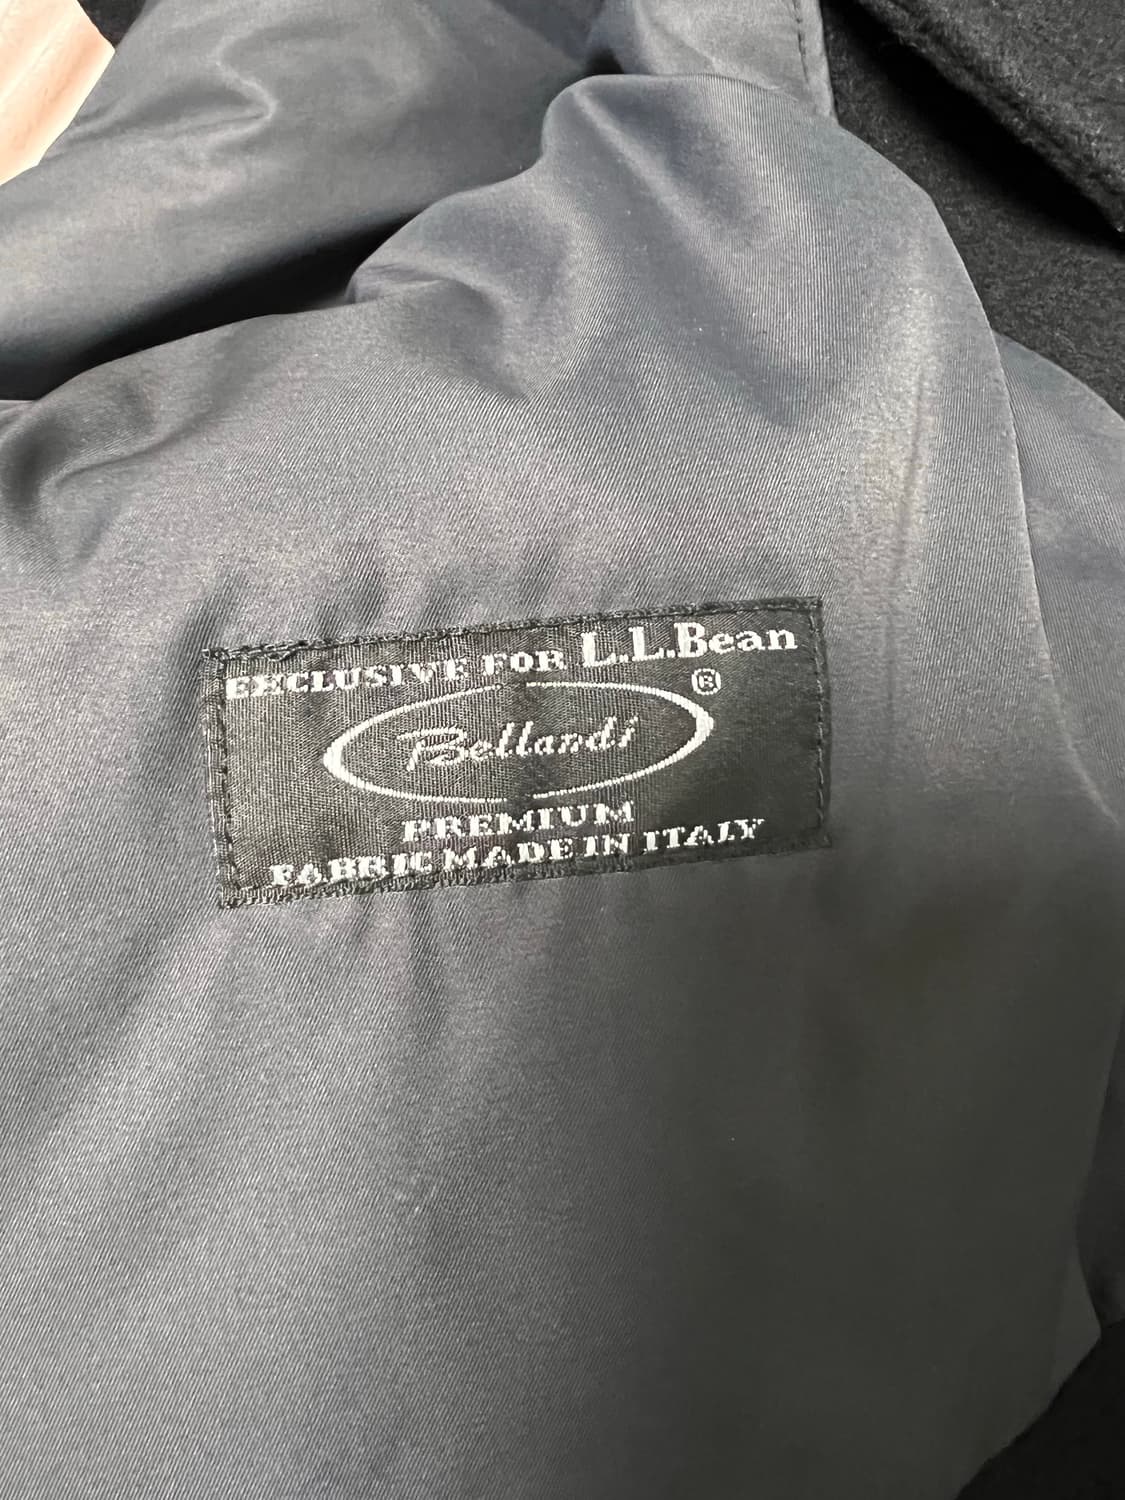 EXCLUSIVE FOR L.L.Bean
®
Bellandi
PREMIUM
FABRIC MADE IN ITALY